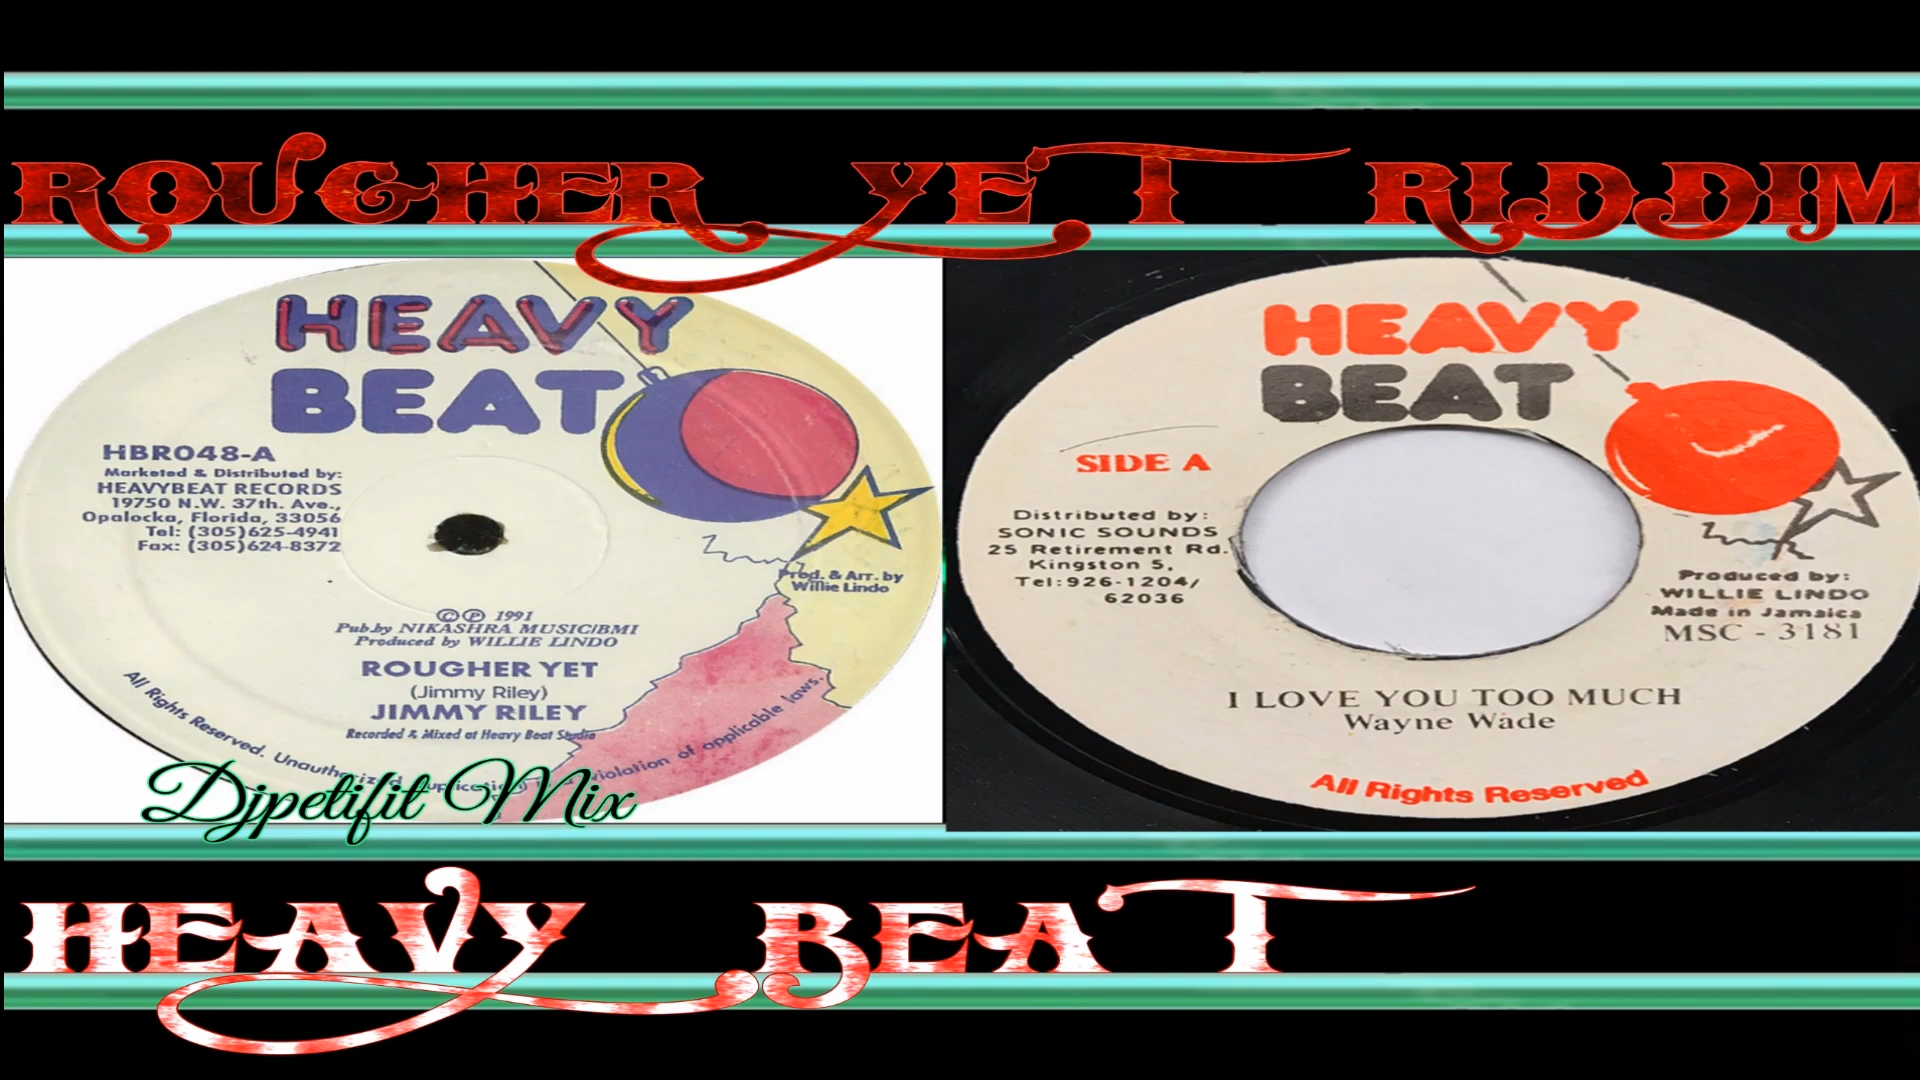 ROUGHER YET RIDDIM
HEAVY
BEAT
HBR048-A
Marketed & Distributed by:
HEAVYBEAT RECORDS
19750 N.W. 37th. Ave.,
Opalocka, Florida, 33056
Tel: (305)625-4941
Fax: (305)624-8372
Prod. & Arr. by
Willie Lindo
©℗ 1991
Pub.by NIKASHRA MUSIC/BMI
Produced by WILLIE LINDO
ROUGHER YET
(Jimmy Riley)
JIMMY RILEY
Recorded & Mixed at Heavy Beat Studio
All Rights Reserved. violation of applicable laws.
Djpetifit Mix
HEAVY
BEAT
SIDE A
Distributed by:
SONIC SOUNDS
25 Retirement Rd.
Kingston 5,
Tel:926-1204/
62036
Produced by:
WILLIE LINDO
Made in Jamaica
MSC - 3181
I LOVE YOU TOO MUCH
Wayne Wade
All Rights Reserved
HEAVY BEAT